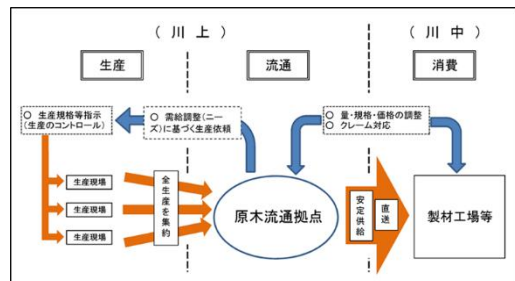 （ 川 上 ）
（ 川 中 ）
生産
流通
消費
○ 生産規格等指示
(生産のコントロール)
○ 需給調整(ニー
ズ)に基づく生産依頼
○ 量・規格・価格の調整
○ クレーム対応
生産現場
生産現場
生産現場
全生産を集約
原木流通拠点
安定供給
直送
製材工場等